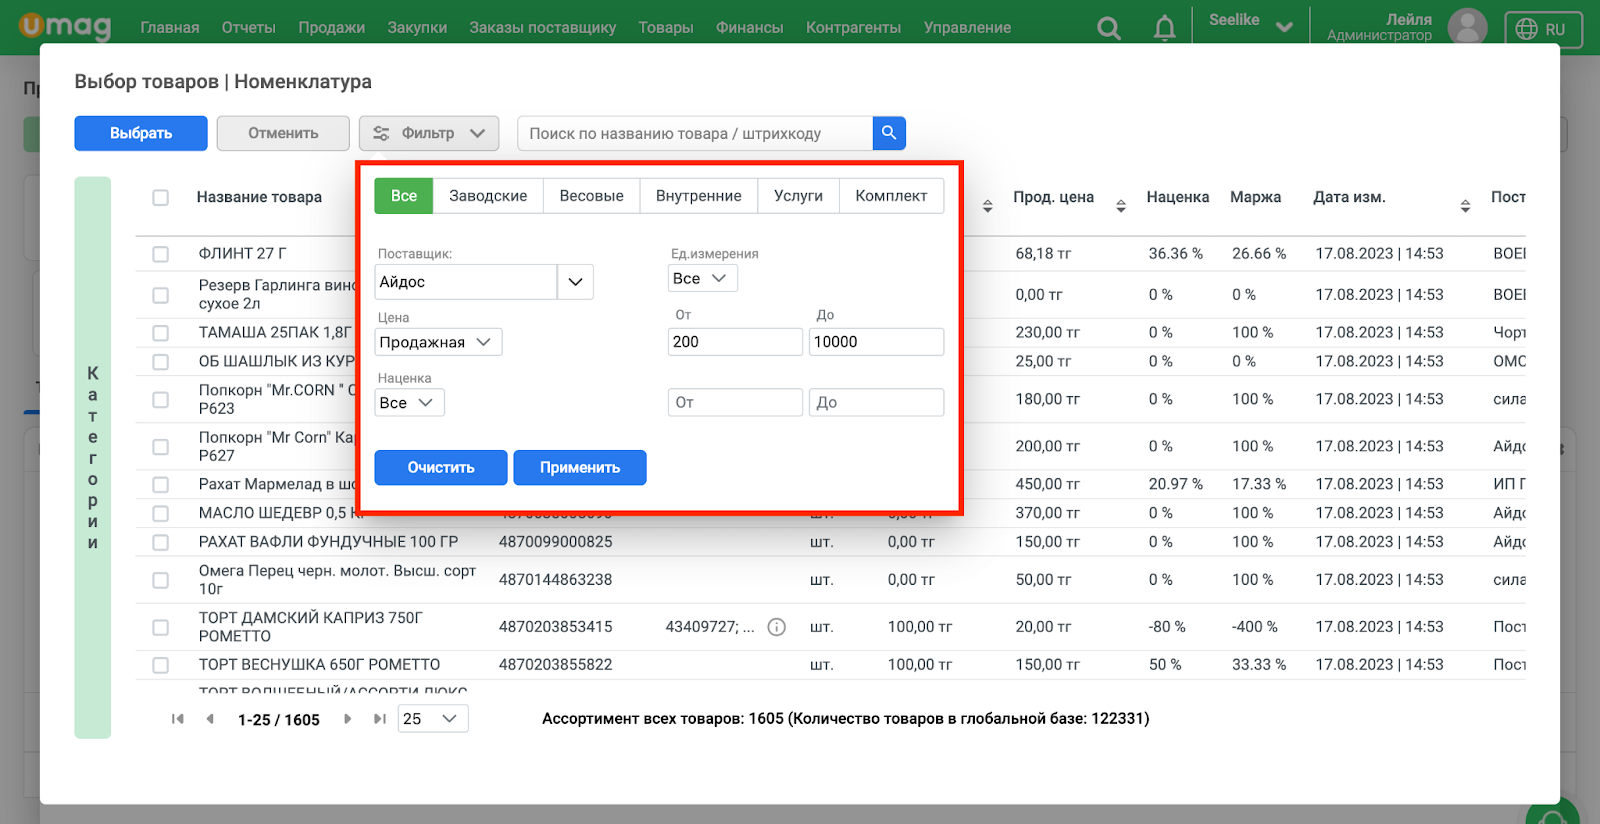 umag Главная Отчеты Продажи Закупки Заказы поставщику Товары Финансы Контрагенты Управление Seelike Лейля RU
Администратор
Выбор товаров | Номенклатура
Выбрать Отменить Фильтр Поиск по названию товара / штрихкоду
Категории
Название товара Прод. цена Наценка Маржа Дата изм. Пост
Все Заводские Весовые Внутренние Услуги Комплект
Поставщик: Ед.измерения
Айдос Все
Цена От До
Продажная 200 10000
Наценка
Все От До
Очистить Применить
ФЛИНТ 27 Г 68,18 тг 36.36 % 26.66 % 17.08.2023 | 14:53
Резерв Гарлинга
сухое 2л 0,00 тг 0 % 0 % 17.08.2023 | 14:53
ТАМАША 25ПАК 1,8Г 230,00 тг 0 % 100 % 17.08.2023 | 14:53 Чорт
ОБ ШАШЛЫК ИЗ КУР 25,00 тг 0 % 0 % 17.08.2023 | 14:53 ОМС
Попкорн "Mr.CORN " С
Р623 180,00 тг 0 % 100 % 17.08.2023 | 14:53 сила
Попкорн "Mr Corn" Ка
Р627 200,00 тг 0 % 100 % 17.08.2023 | 14:53 Айдо
Рахат Мармелад в шо 450,00 тг 20.97 % 17.33 % 17.08.2023 | 14:53 ИП Г
МАСЛО ШЕДЕВР 0,5 370,00 тг 0 % 100 % 17.08.2023 | 14:53 Айдо
РАХАТ ВАФЛИ ФУНДУЧНЫЕ 100 ГР 4870099000825 шт. 0,00 тг 150,00 тг 0 % 100 % 17.08.2023 | 14:53 Айдо
Омега Перец черн. молот. Высш. сорт
10г 4870144863238 шт. 0,00 тг 50,00 тг 0 % 100 % 17.08.2023 | 14:53 сила
ТОРТ ДАМСКИЙ КАПРИЗ 750Г
РОМЕТТО 4870203853415 43409727; ... шт. 100,00 тг 20,00 тг -80 % -400 % 17.08.2023 | 14:53 Пост
ТОРТ ВЕСНУШКА 650Г РОМЕТТО 4870203855822 шт. 100,00 тг 150,00 тг 50 % 33.33 % 17.08.2023 | 14:53 Пост
ТОРТ ВОЛШЕБНЫЙ/АССОРТИ ЛЮКС
1-25 / 1605 25 Ассортимент всех товаров: 1605 (Количество товаров в глобальной базе: 122331)